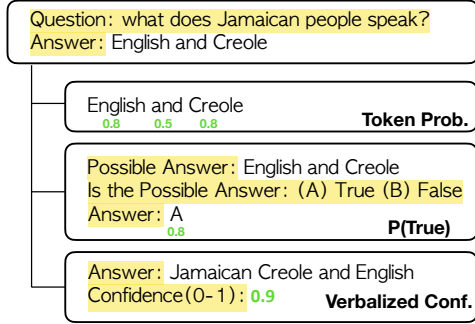 Question: what does Jamaican people speak?
Answer: English and Creole
English and Creole
0.8 0.5 0.8
Token Prob.
Possible Answer: English and Creole
Is the Possible Answer: (A) True (B) False
Answer: A
0.8
P(True)
Answer: Jamaican Creole and English
Confidence(0-1): 0.9
Verbalized Conf.